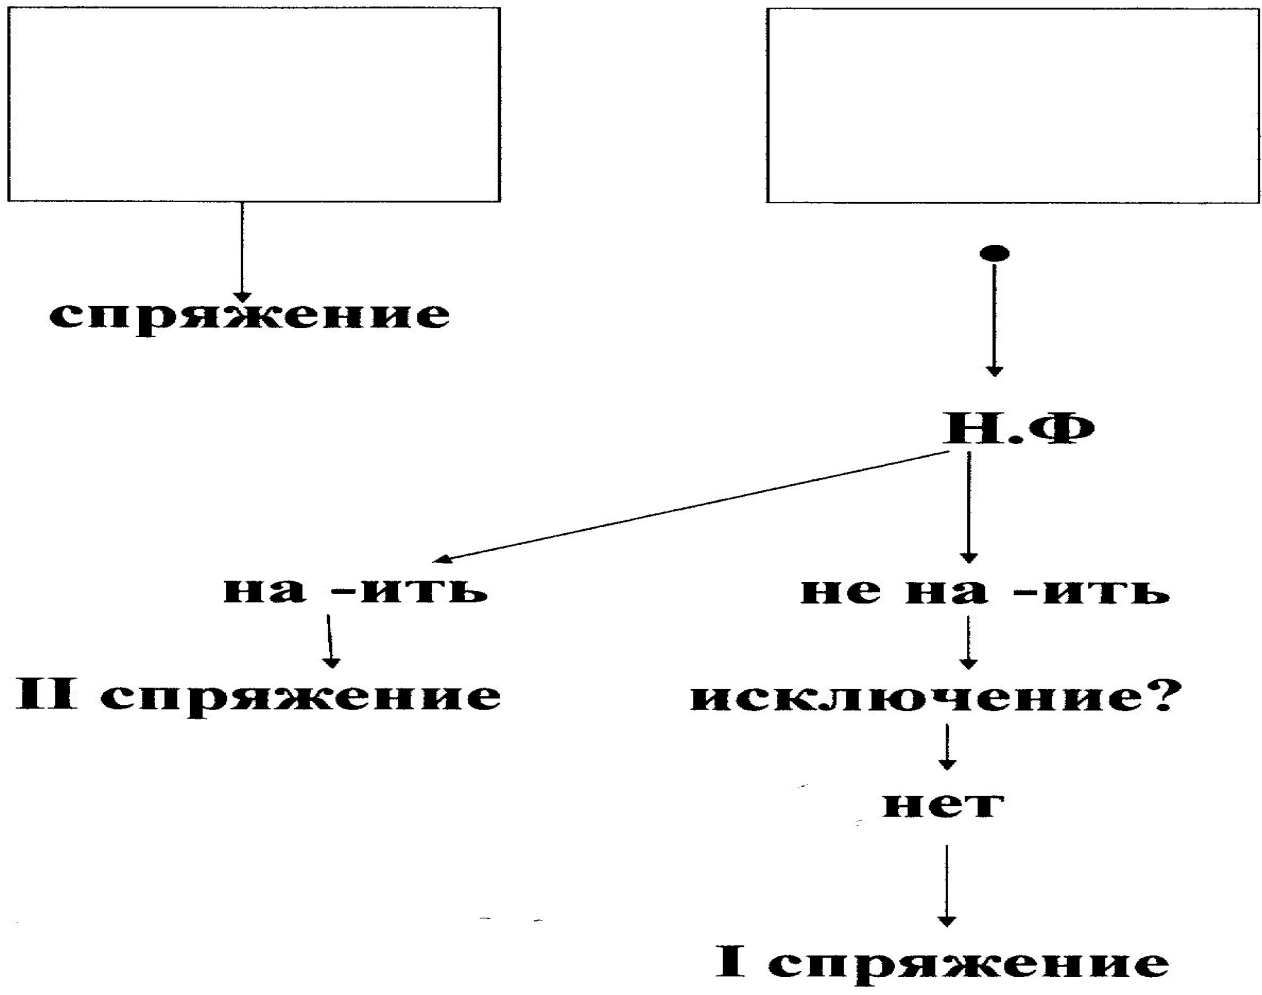 спряжение
Н.Ф
на -ить
не на -ить
II спряжение
исключение?
нет
I спряжение